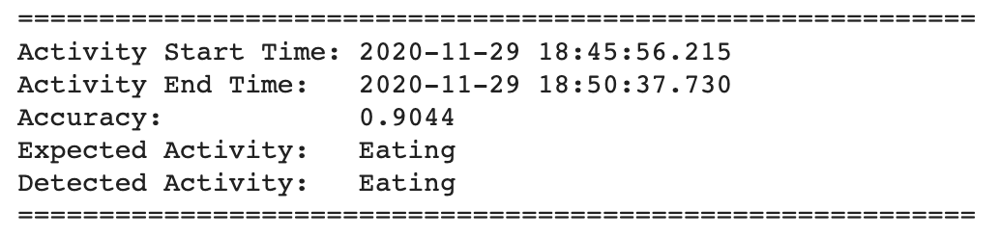 ============================================================
Activity Start Time: 2020-11-29 18:45:56.215
Activity End Time:   2020-11-29 18:50:37.730
Accuracy:            0.9044
Expected Activity:   Eating
Detected Activity:   Eating
============================================================